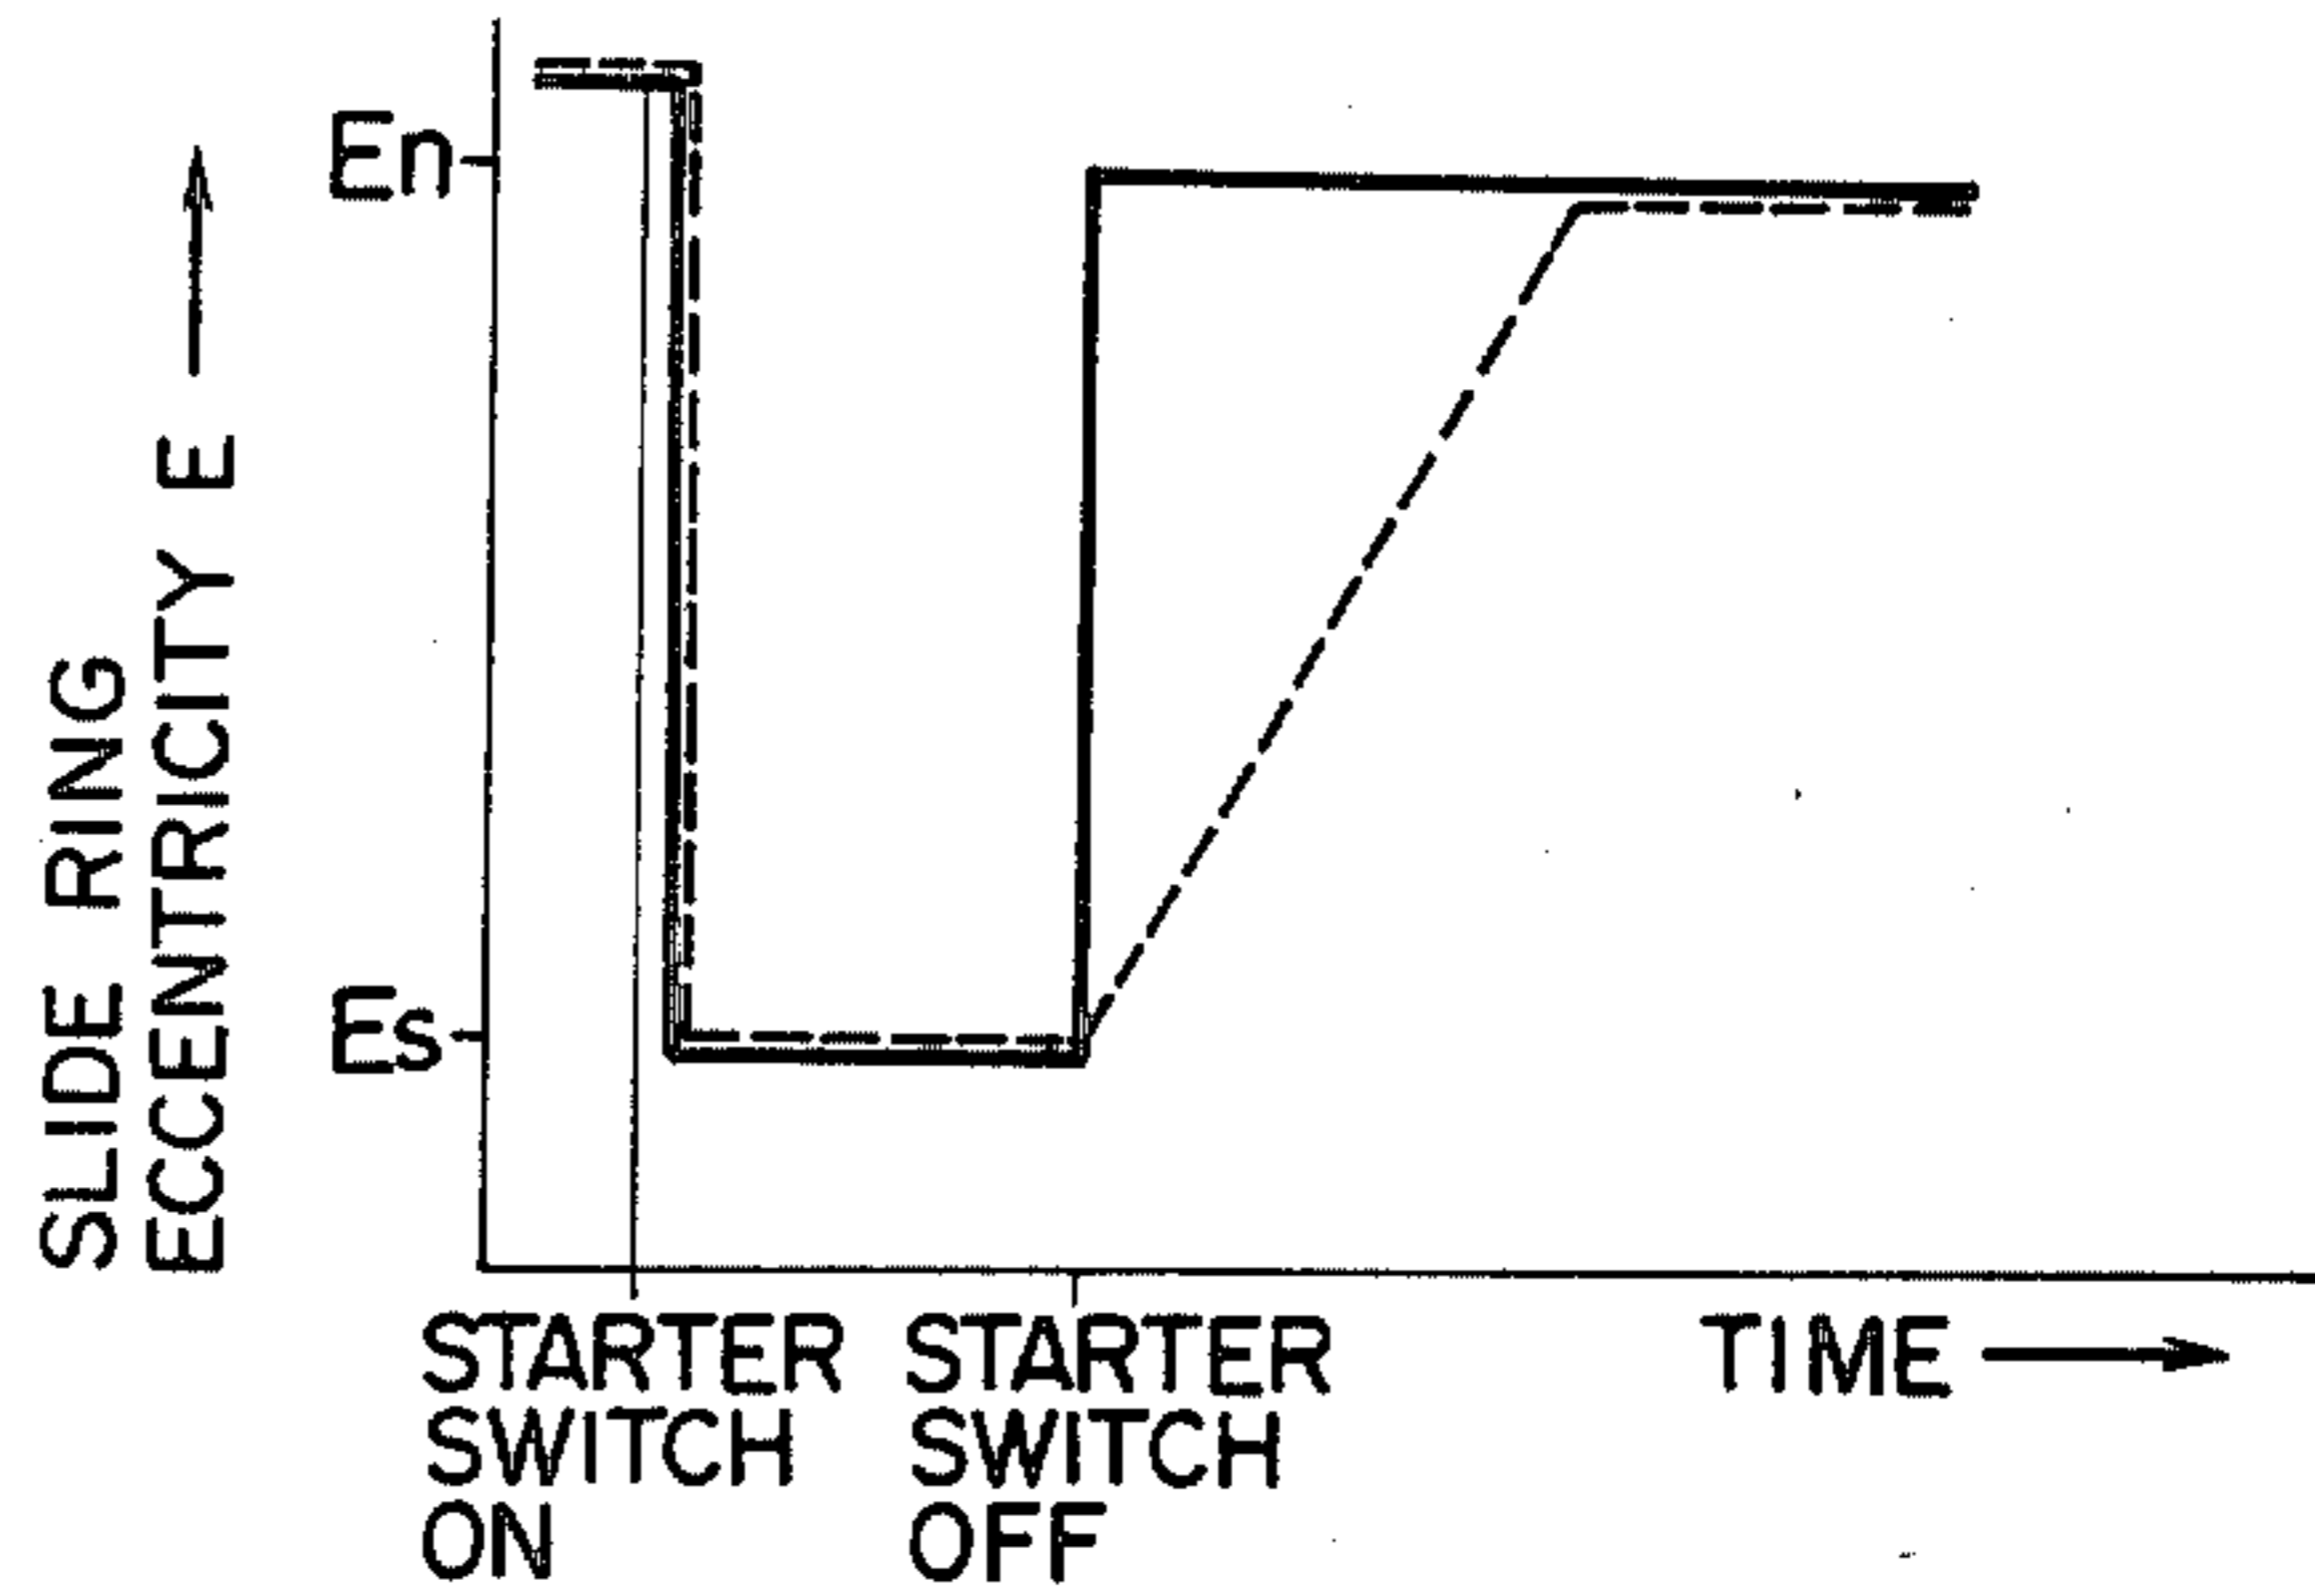 SLIDE RING
ECCENTRICITY E
En
Es
STARTER
SWITCH
ON
STARTER
SWITCH
OFF
TIME